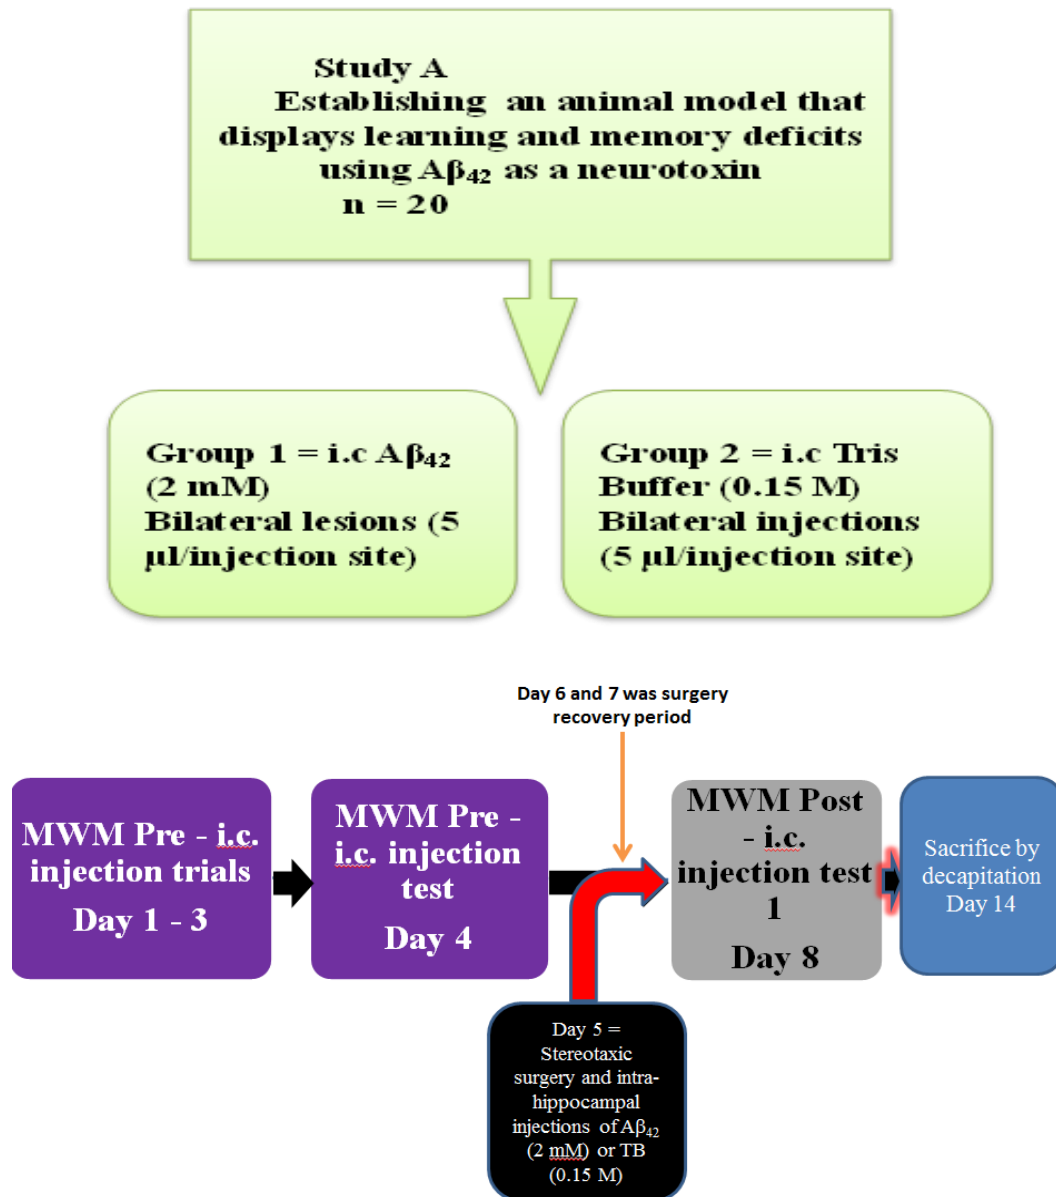 Study A
Establishing an animal model that
displays learning and memory deficits
using Aβ₄₂ as a neurotoxin
n = 20
Group 1 = i.c Aβ₄₂
(2 mM)
Bilateral lesions (5
µl/injection site)
Group 2 = i.c Tris
Buffer (0.15 M)
Bilateral injections
(5 µl/injection site)
Day 6 and 7 was surgery
recovery period
MWM Pre - i.c.
injection trials
Day 1 - 3
MWM Pre -
i.c. injection
test
Day 4
MWM Post
- i.c.
injection test
1
Day 8
Sacrifice by
decapitation
Day 14
Day 5 =
Stereotaxic
surgery and intra-
hippocampal
injections of Aβ₄₂
(2 mM) or TB
(0.15 M)